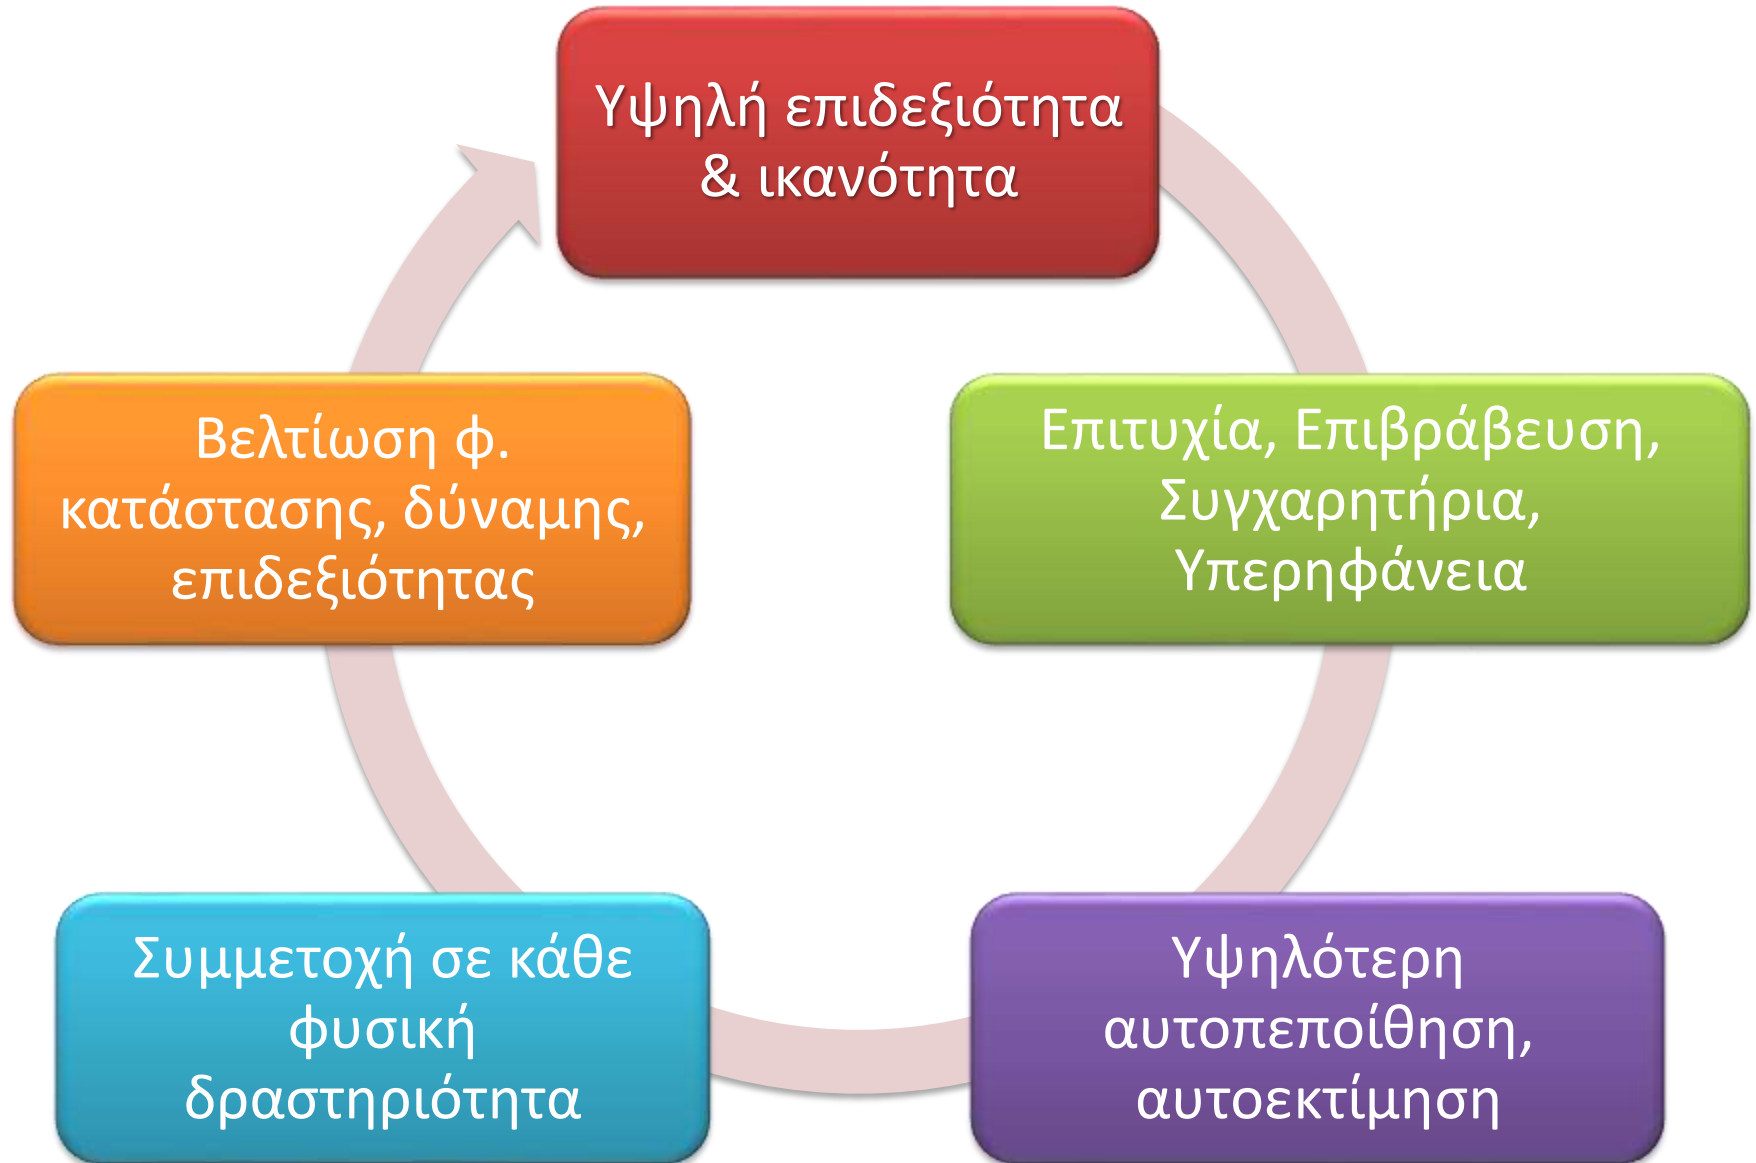 Υψηλή επιδεξιότητα
& ικανότητα
Επιτυχία, Επιβράβευση,
Συγχαρητήρια,
Υπερηφάνεια
Υψηλότερη
αυτοπεποίθηση,
αυτοεκτίμηση
Συμμετοχή σε κάθε
φυσική
δραστηριότητα
Βελτίωση φ.
κατάστασης, δύναμης,
επιδεξιότητας